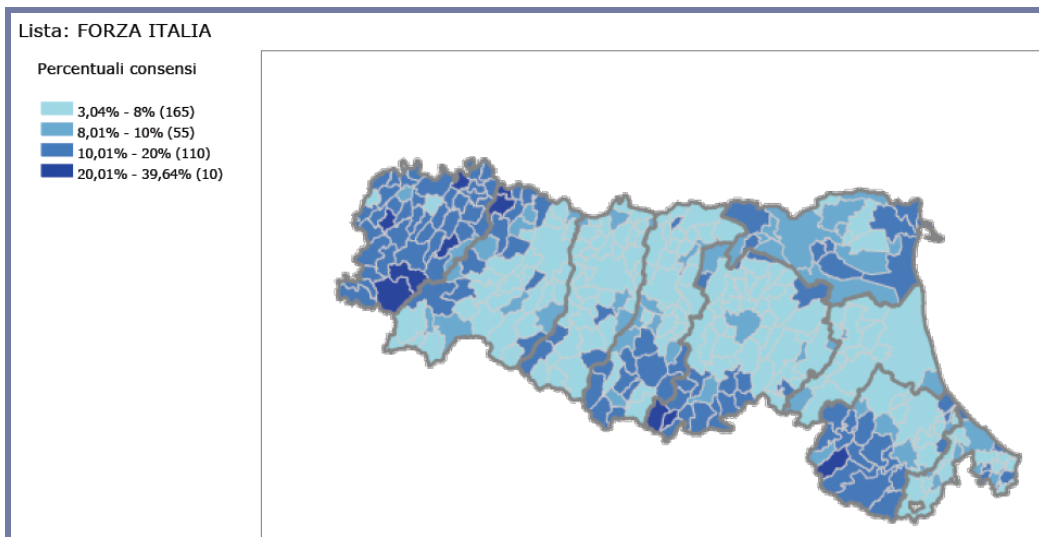 Lista: FORZA ITALIA
Percentuali consensi
3,04% - 8% (165)
8,01% - 10% (55)
10,01% - 20% (110)
20,01% - 39,64% (10)